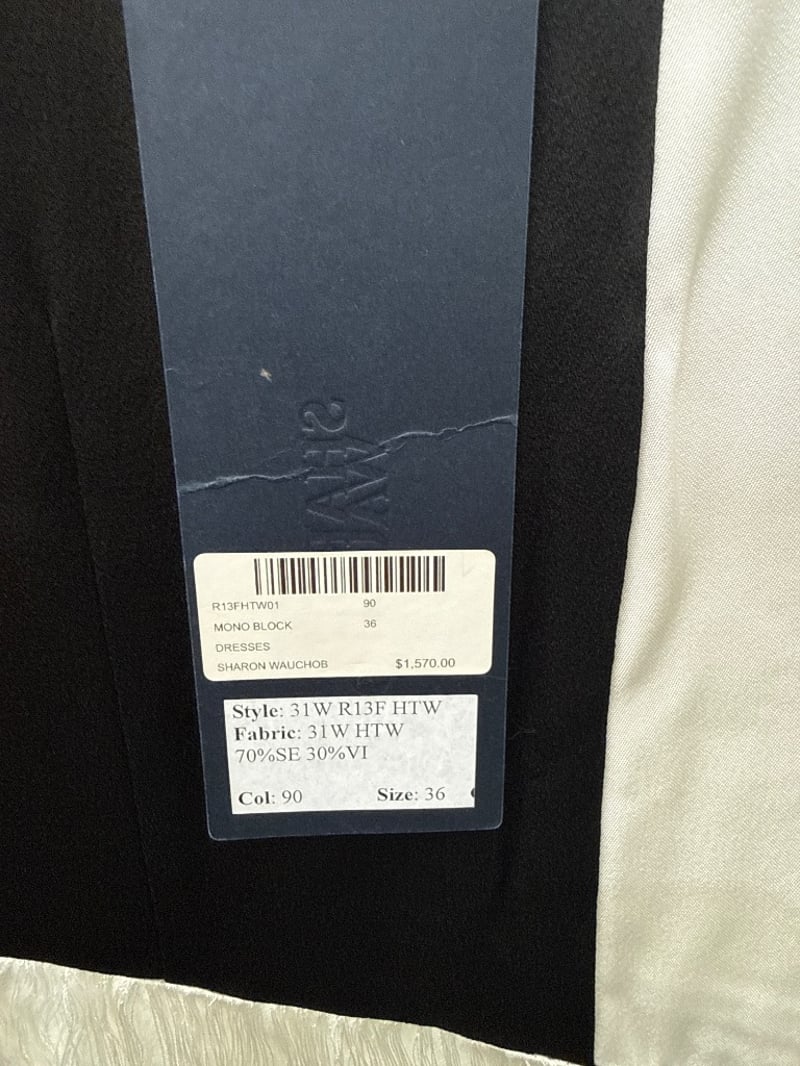 R13FHTW01 90
MONO BLOCK 36
DRESSES
SHARON WAUCHOB $1,570.00
Style: 31W R13F HTW
Fabric: 31W HTW
70%SE 30%VI
Col: 90 Size: 36